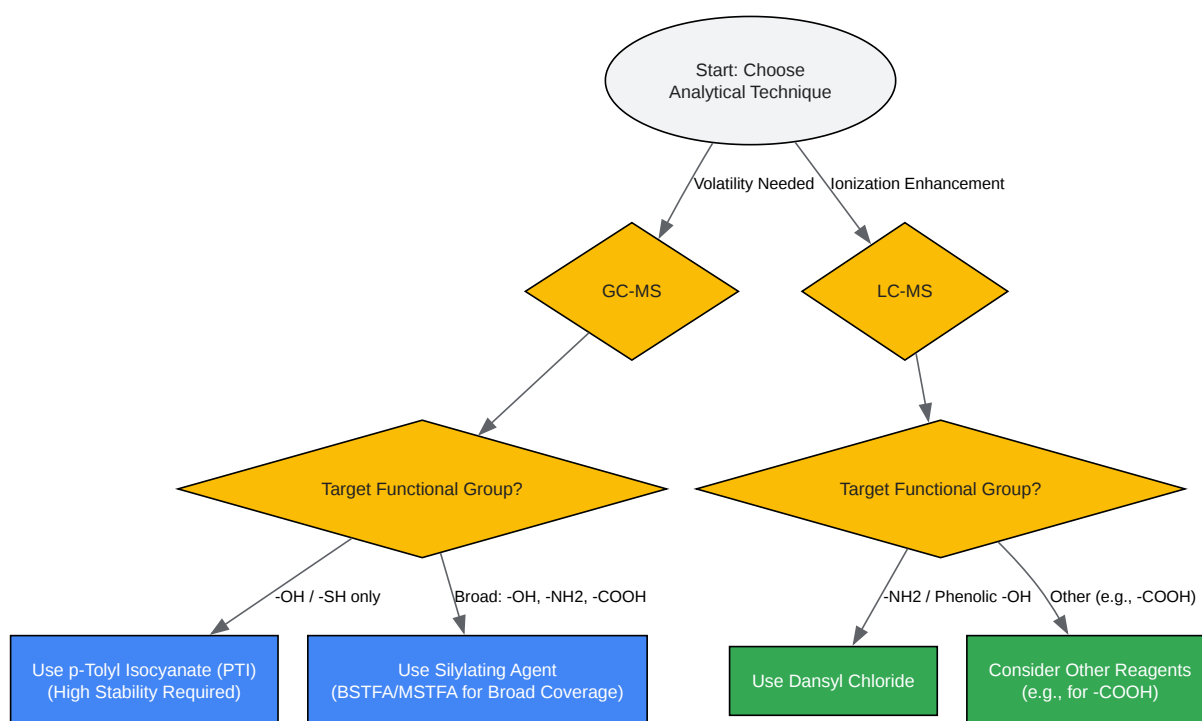 Start: Choose
Analytical Technique
Volatility Needed
Ionization Enhancement
GC-MS
LC-MS
Target Functional Group?
Target Functional Group?
-OH / -SH only
Broad: -OH, -NH2, -COOH
-NH2 / Phenolic -OH
Other (e.g., -COOH)
Use p-Tolyl Isocyanate (PTI)
(High Stability Required)
Use Silylating Agent
(BSTFA/MSTFA for Broad Coverage)
Use Dansyl Chloride
Consider Other Reagents
(e.g., for -COOH)